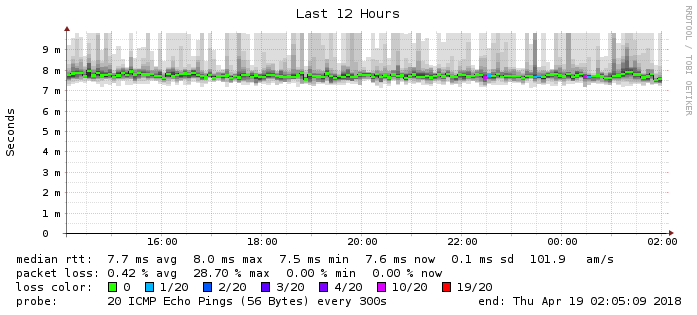 Last 12 Hours
RRDTOOL / TOBI OETIKER
Seconds
9 m
8 m
7 m
6 m
5 m
4 m
3 m
2 m
1 m
0
16:00 18:00 20:00 22:00 00:00 02:00
median rtt: 7.7 ms avg 8.0 ms max 7.5 ms min 7.6 ms now 0.1 ms sd 101.9 am/s
packet loss: 0.42 % avg 28.70 % max 0.00 % min 0.00 % now
loss color: 0 1/20 2/20 3/20 4/20 10/20 19/20
probe: 20 ICMP Echo Pings (56 Bytes) every 300s end: Thu Apr 19 02:05:09 2018